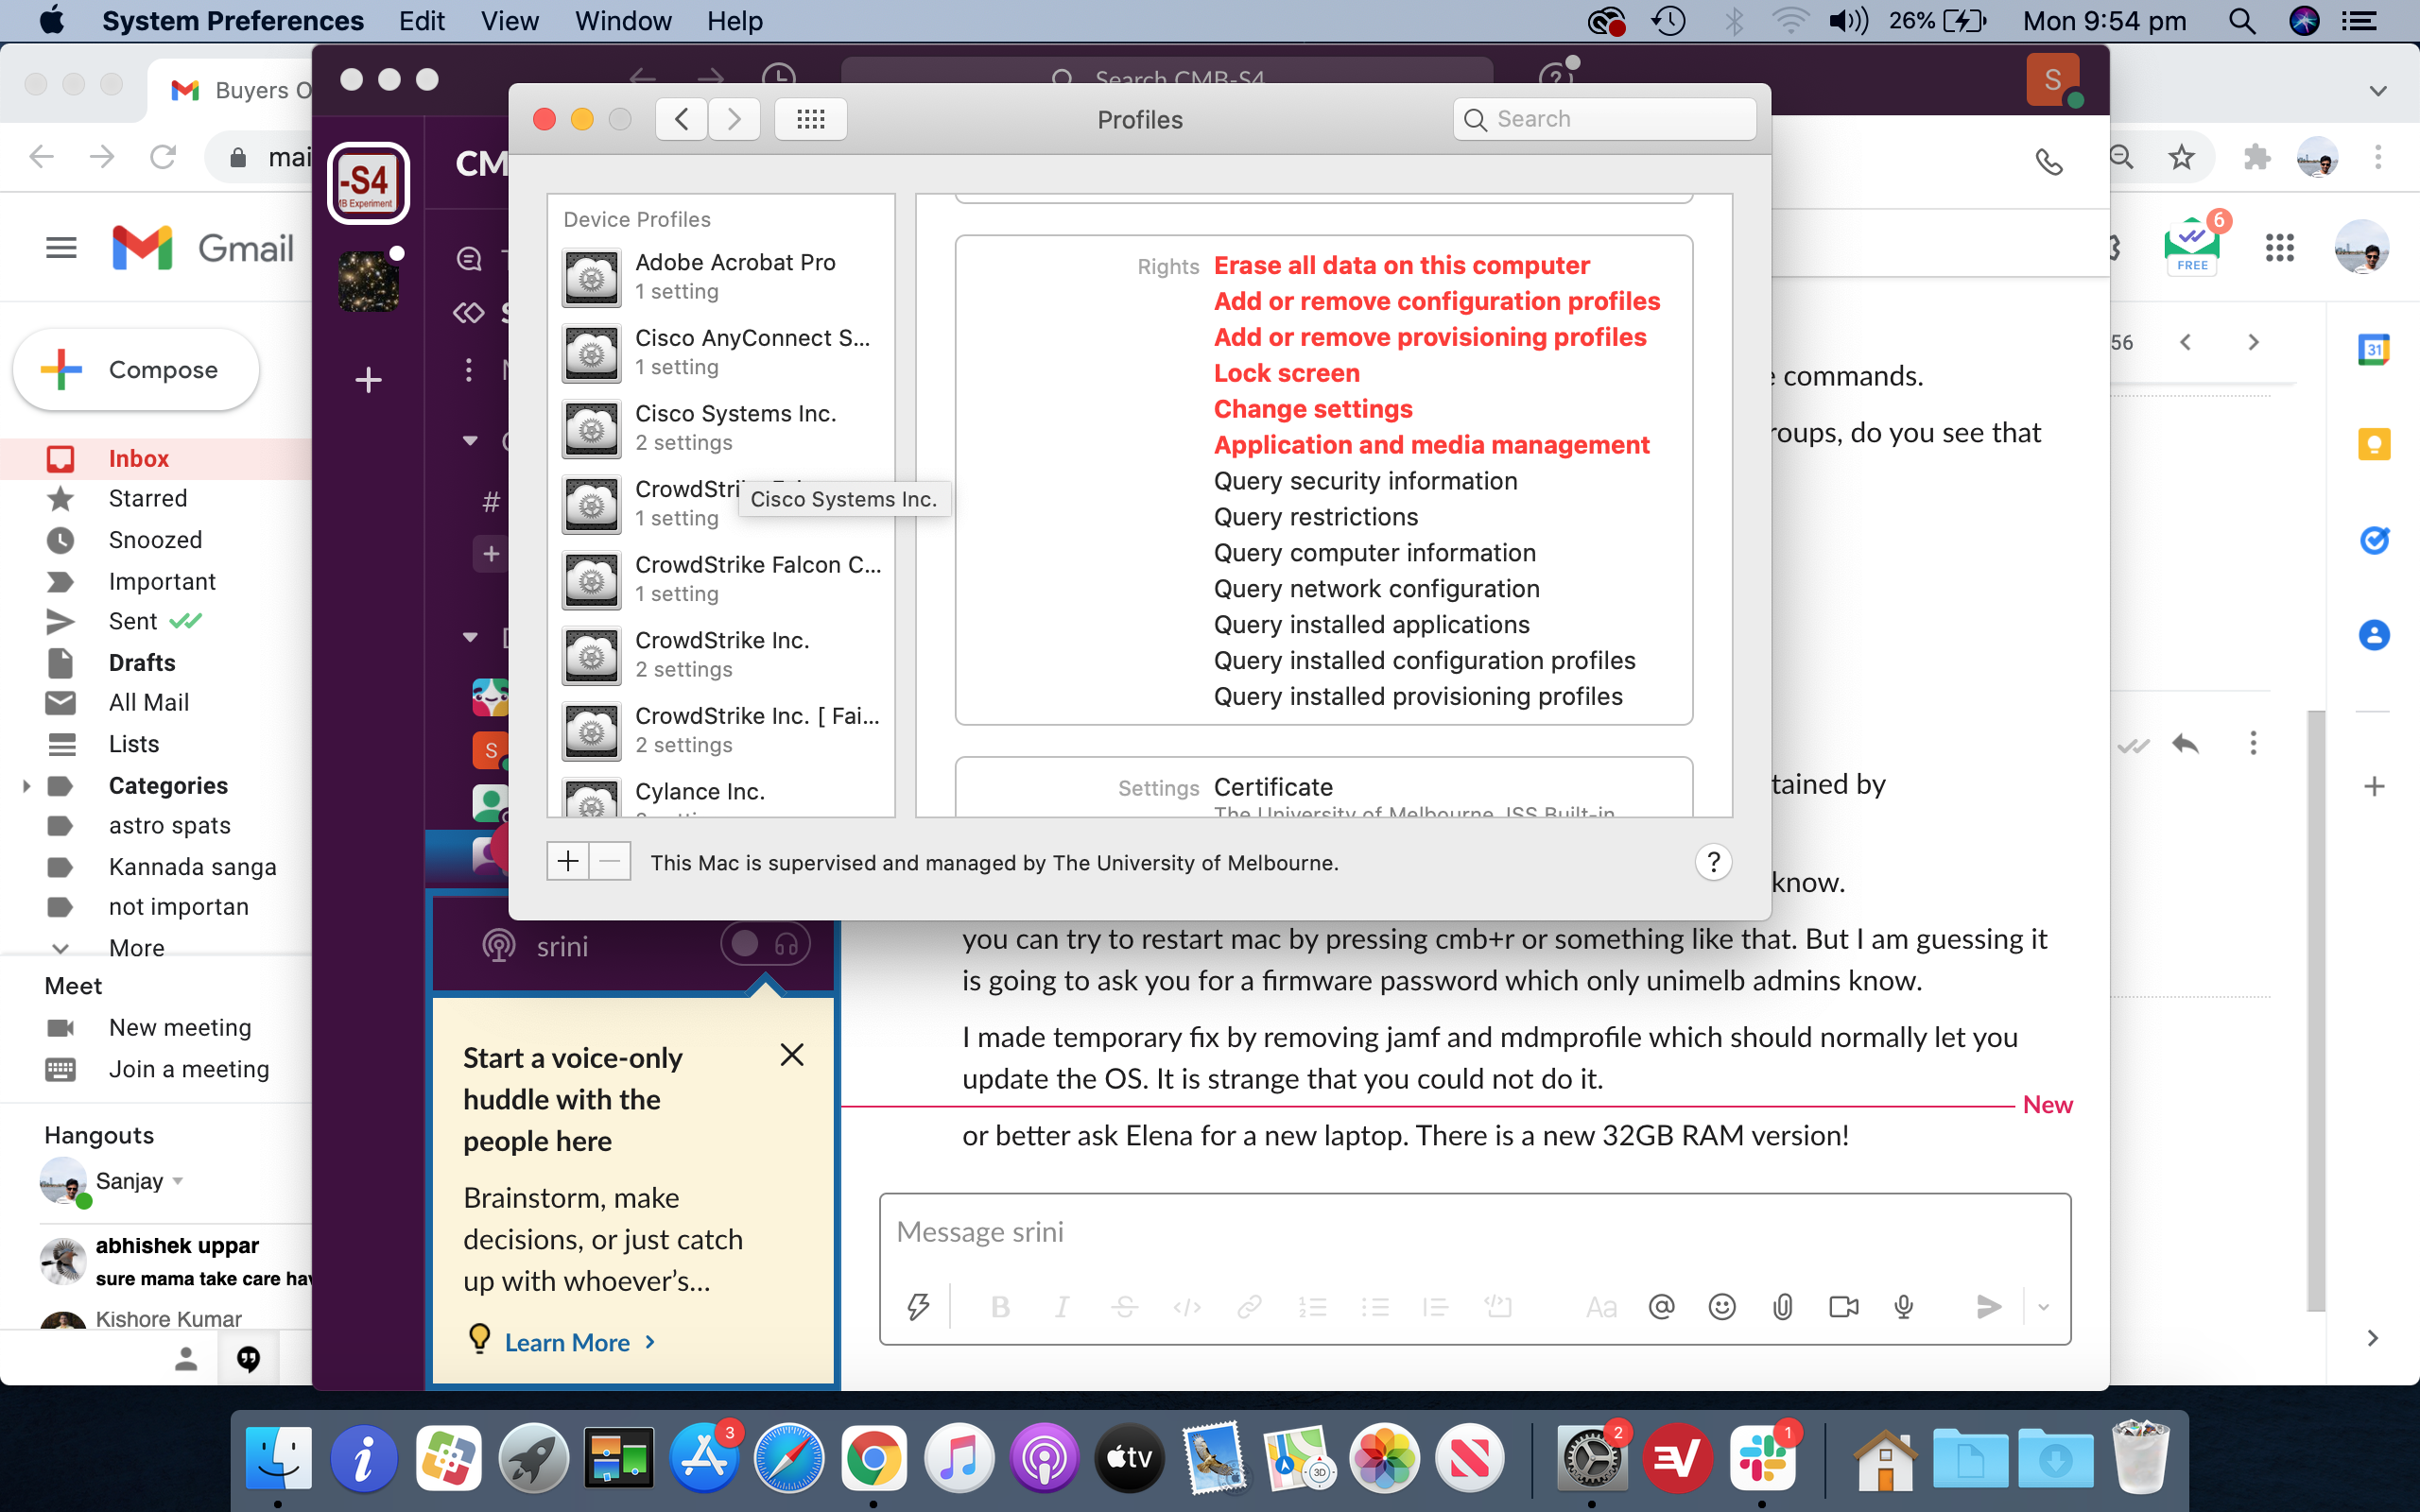 System Preferences Edit View Window Help
26% Mon 9:54 pm
Buyers O
mai
Gmail
6
FREE
Compose
56
Inbox
Starred
Snoozed
Important
Sent
Drafts
All Mail
Lists
Categories
astro spats
Kannada sanga
not importan
More
Meet
New meeting
Join a meeting
Hangouts
Sanjay
abhishek uppar
sure mama take care hav
Kishore Kumar
31
Search CMB-S4
S
-S4
MB Experiment
CM
Profiles
Search
Device Profiles
Adobe Acrobat Pro
1 setting
Cisco AnyConnect S...
1 setting
Cisco Systems Inc.
2 settings
CrowdStri
1 setting
Cisco Systems Inc.
CrowdStrike Falcon C...
1 setting
CrowdStrike Inc.
2 settings
CrowdStrike Inc. [ Fal...
2 settings
Cylance Inc.
Rights Erase all data on this computer
Add or remove configuration profiles
Add or remove provisioning profiles
Lock screen
Change settings
Application and media management
Query security information
Query restrictions
Query computer information
Query network configuration
Query installed applications
Query installed configuration profiles
Query installed provisioning profiles
Settings Certificate
The University of Melbourne JSS Built-in
This Mac is supervised and managed by The University of Melbourne.
?
commands.
roups, do you see that
tained by
know.
you can try to restart mac by pressing cmb+r or something like that. But I am guessing it
is going to ask you for a firmware password which only unimelb admins know.
I made temporary fix by removing jamf and mdmprofile which should normally let you
update the OS. It is strange that you could not do it.
New
or better ask Elena for a new laptop. There is a new 32GB RAM version!
Message srini
B I S Aa @
S
srini
Start a voice-only
huddle with the
people here
Brainstorm, make
decisions, or just catch
up with whoever's...
Learn More
3
tv
3D
2
1